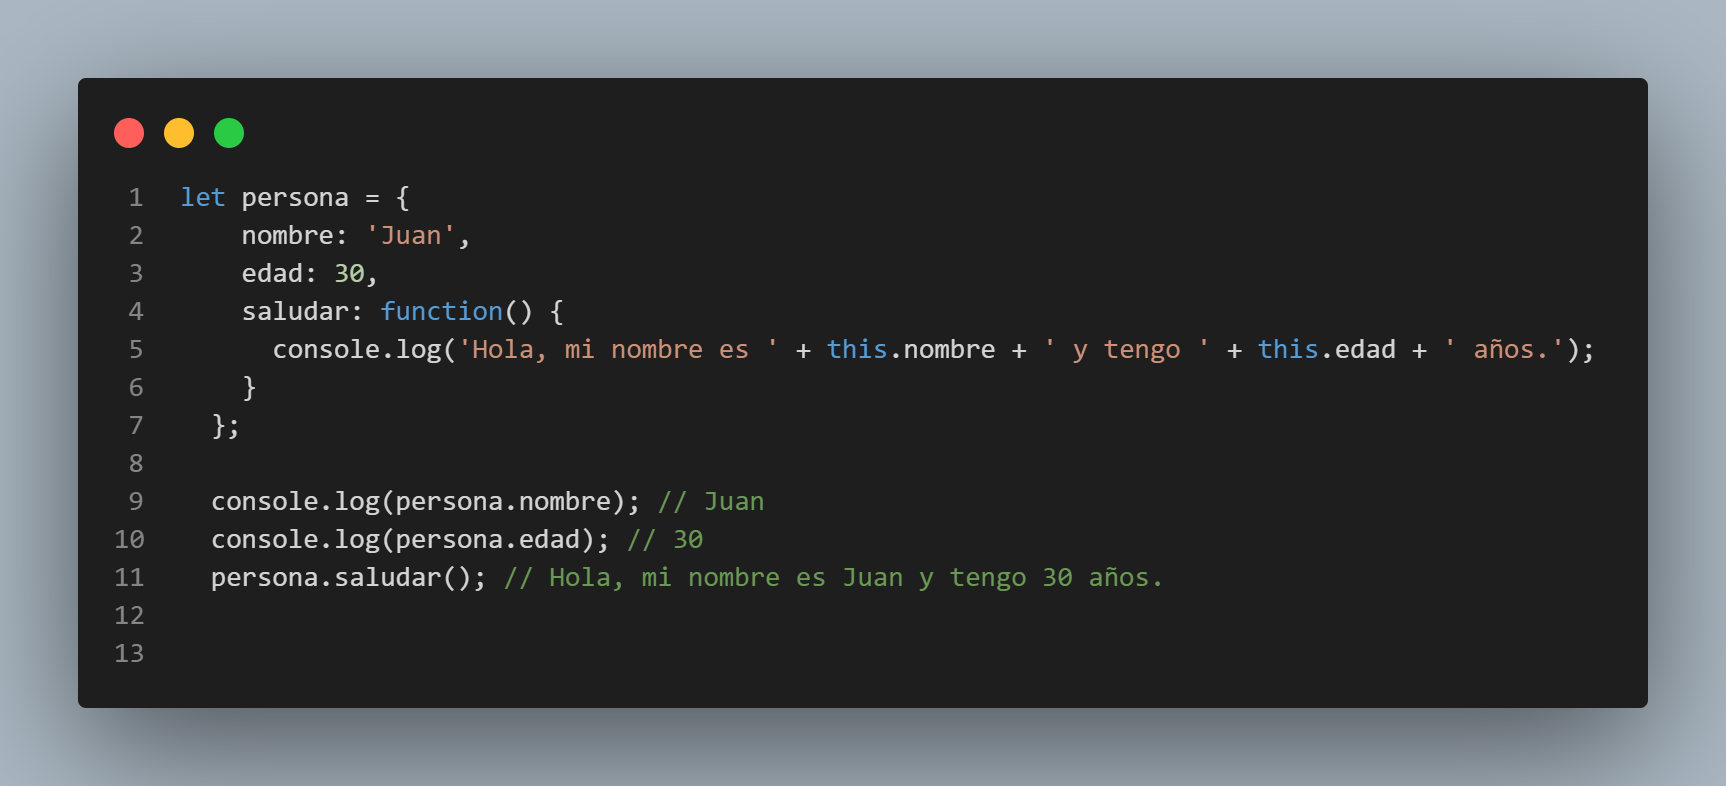 1 let persona = {
2     nombre: 'Juan',
3     edad: 30,
4     saludar: function() {
5       console.log('Hola, mi nombre es ' + this.nombre + ' y tengo ' + this.edad + ' años.');
6     }
7   };
8
9   console.log(persona.nombre); // Juan
10   console.log(persona.edad); // 30
11   persona.saludar(); // Hola, mi nombre es Juan y tengo 30 años.
12
13